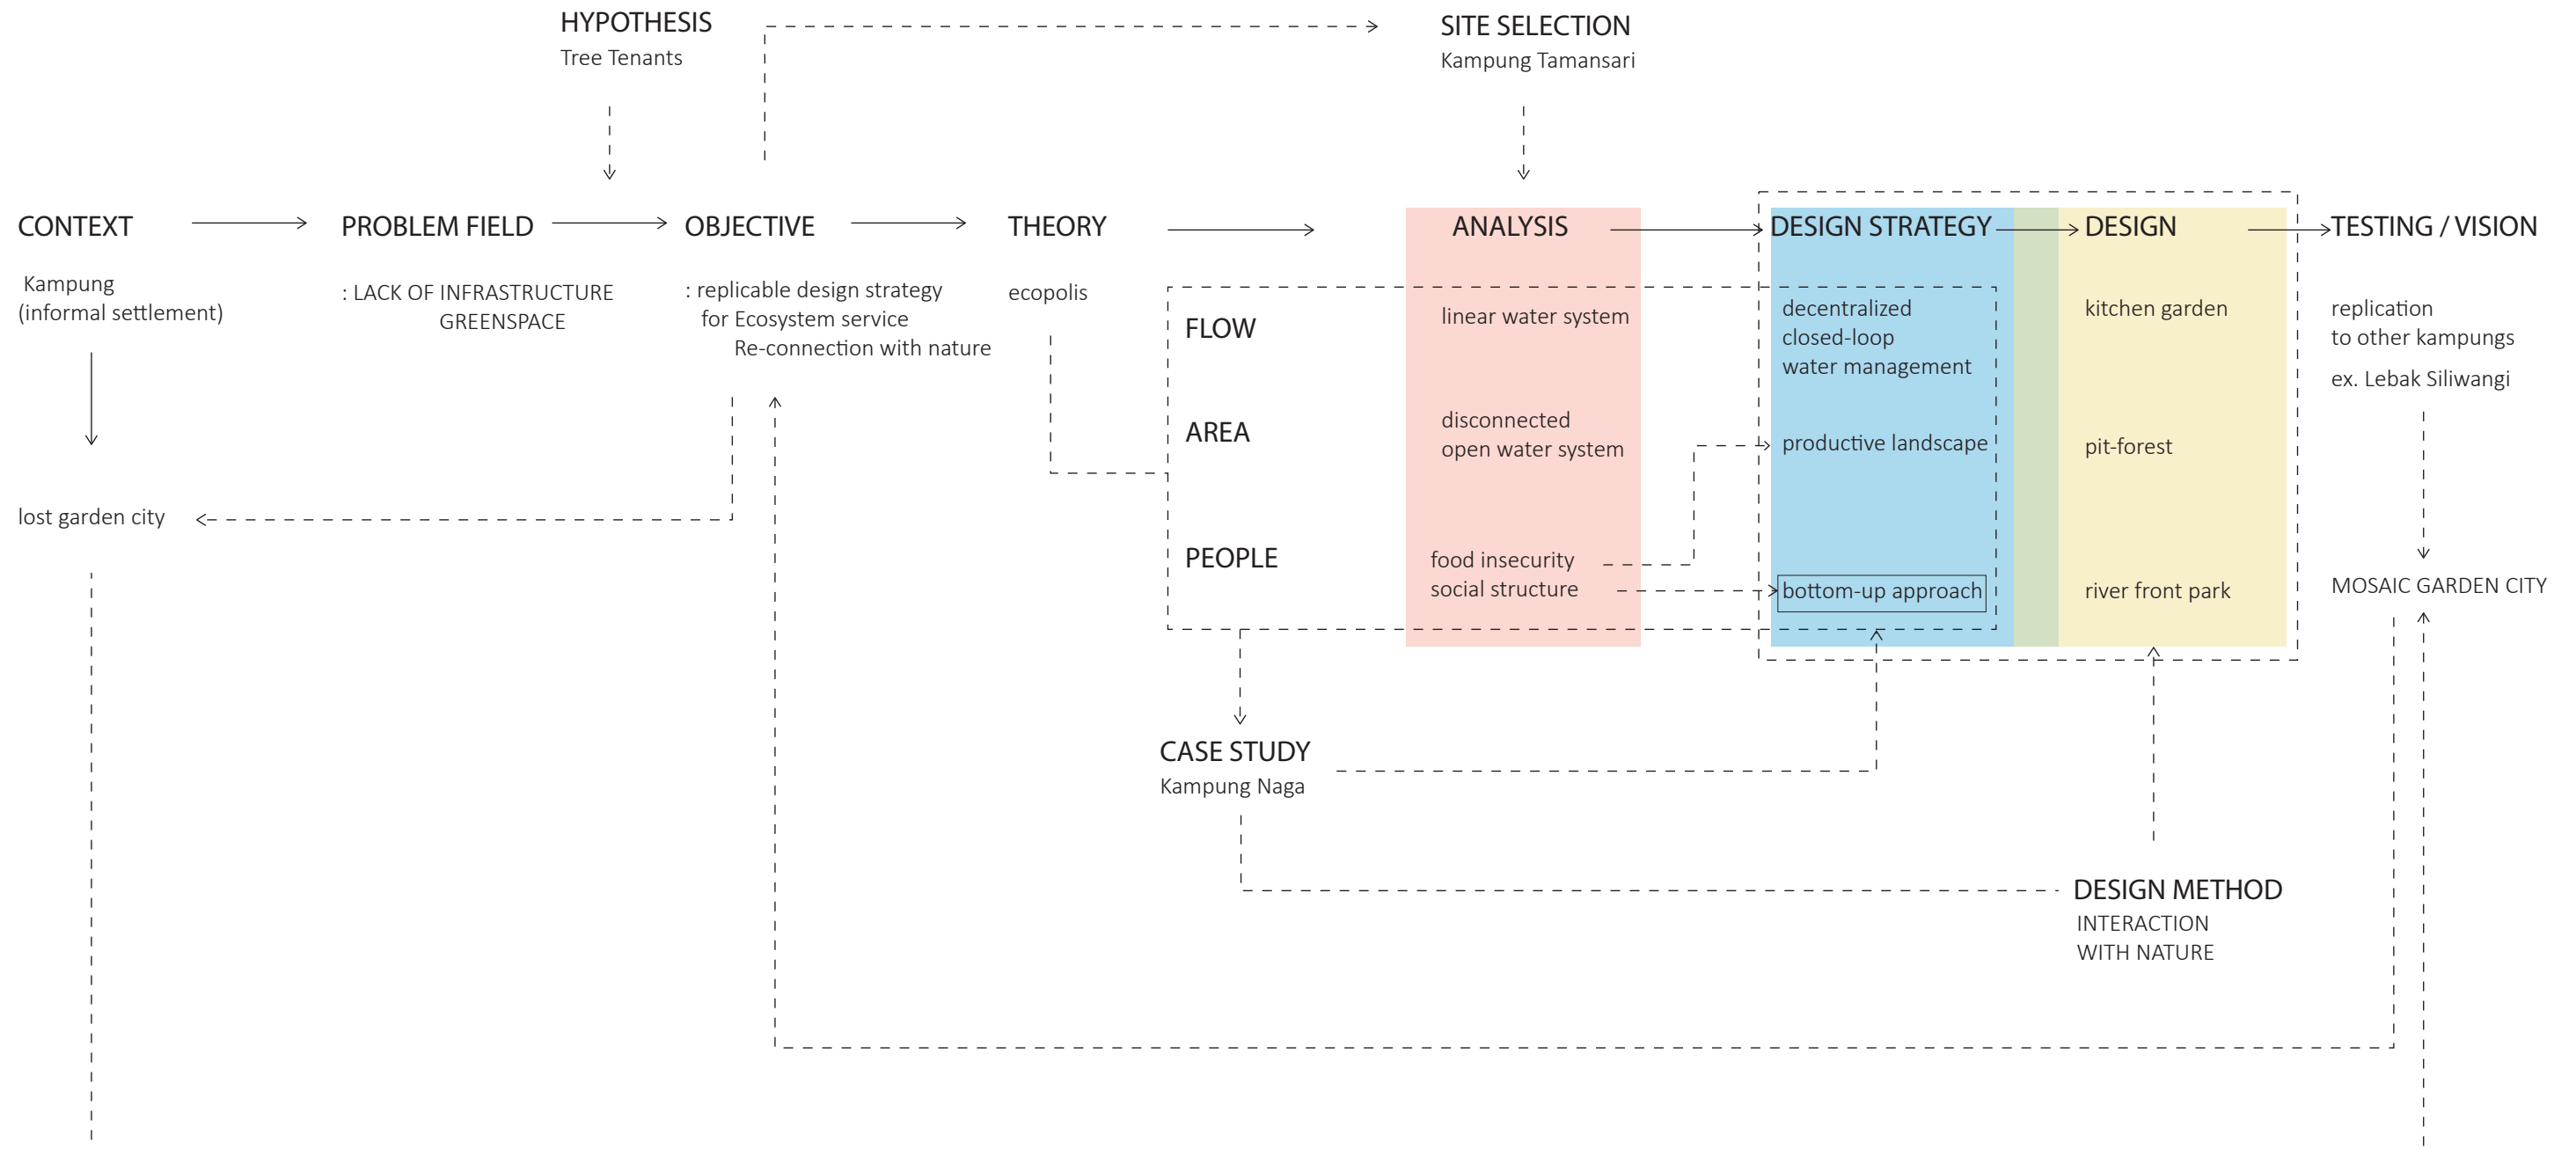 HYPOTHESIS
Tree Tenants
SITE SELECTION
Kampung Tamansari
CONTEXT
Kampung
(informal settlement)
lost garden city
PROBLEM FIELD
: LACK OF INFRASTRUCTURE
GREENSPACE
OBJECTIVE
: replicable design strategy
for Ecosystem service
Re-connection with nature
THEORY
ecopolis
FLOW
AREA
PEOPLE
ANALYSIS
linear water system
disconnected
open water system
food insecurity
social structure
DESIGN STRATEGY
decentralized
closed-loop
water management
productive landscape
bottom-up approach
DESIGN
kitchen garden
pit-forest
river front park
TESTING / VISION
replication
to other kampungs
ex. Lebak Siliwangi
MOSAIC GARDEN CITY
CASE STUDY
Kampung Naga
DESIGN METHOD
INTERACTION
WITH NATURE